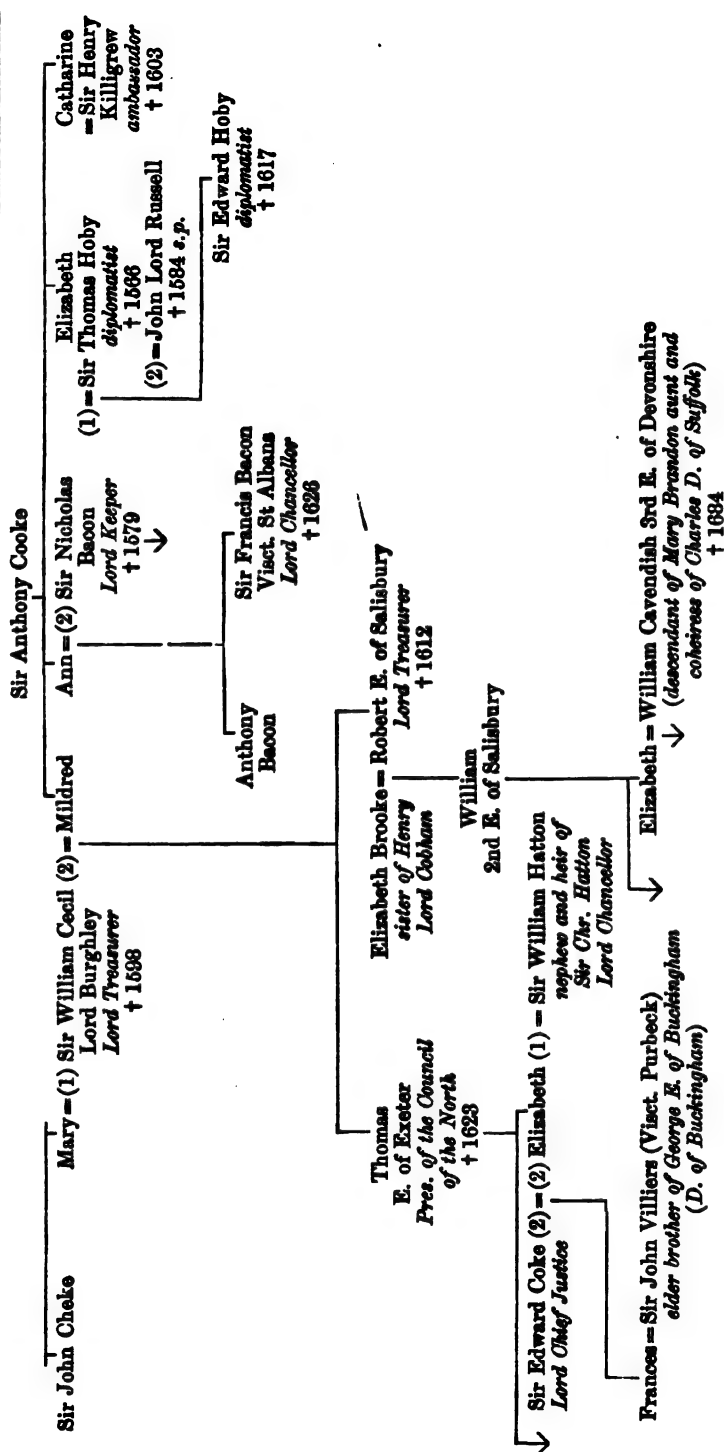 Sir Anthony Cooke
Sir John Cheke
Mary = (1) Sir William Cecil (2) = Mildred
Lord Burghley
Lord Treasurer
† 1598
Ann = (2) Sir Nicholas
Bacon
Lord Keeper
† 1579
Elizabeth
(1) = Sir Thomas Hoby
diplomatist
† 1566
(2) = John Lord Russell
† 1584 s.p.
Catharine
= Sir Henry
Killigrew
ambassador
† 1603
Anthony
Bacon
Sir Francis Bacon
Visct. St Albans
Lord Chancellor
† 1626
Sir Edward Hoby
diplomatist
† 1617
Thomas
E. of Exeter
Pres. of the Council
of the North
† 1623
Elizabeth Brooke = Robert E. of Salisbury
sister of Henry
Lord Cobham
Lord Treasurer
† 1612
William
2nd E. of Salisbury
Sir Edward Coke (2) = (2) Elizabeth (1) = Sir William Hatton
Lord Chief Justice
nephew and heir of
Sir Chr. Hatton
Lord Chancellor
Elizabeth = William Cavendish 3rd E. of Devonshire
(descendant of Mary Brandon aunt and
coheiress of Charles D. of Suffolk)
† 1684
Frances = Sir John Villiers (Visct. Purbeck)
elder brother of George E. of Buckingham
(D. of Buckingham)